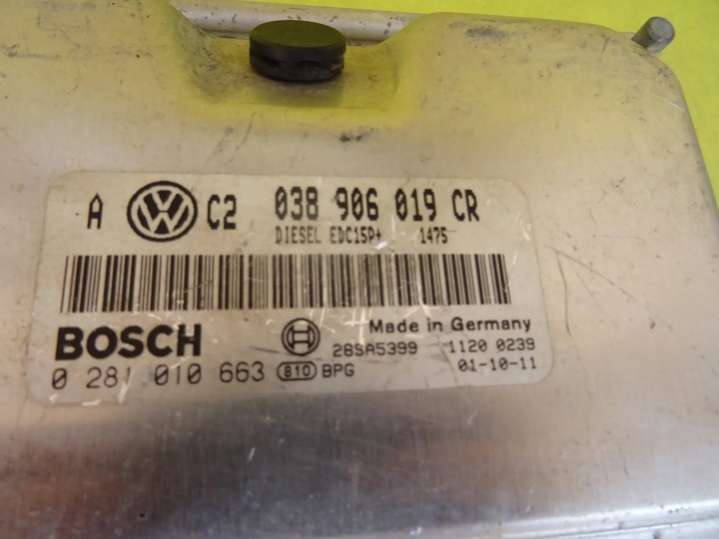 A VW C2 038 906 019 CR
DIESEL EDC15P+ 1475
BOSCH
Made in Germany
28SA5399 1120 0239
0 281 010 663 810 BPG 01-10-11